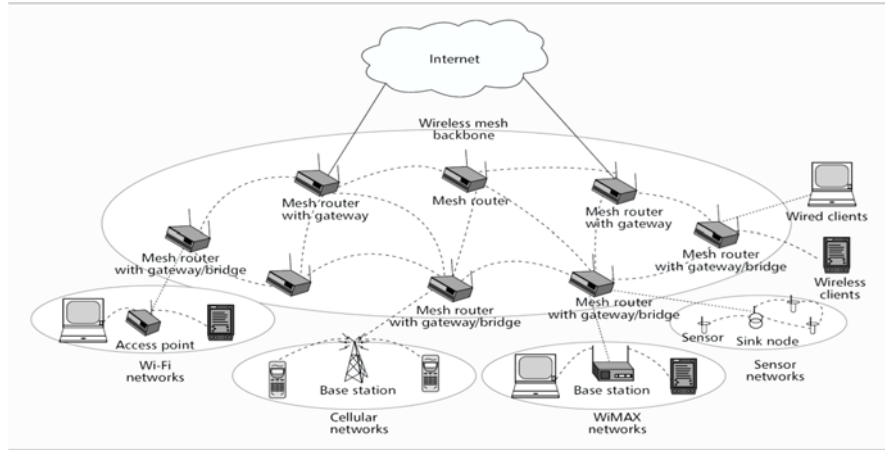 Internet
Wireless mesh
backbone
Mesh router
with gateway
Mesh router
Mesh router
with gateway
Wired clients
Mesh router
with gateway/bridge
Mesh router
with gateway/bridge
Wireless
clients
Mesh router
with gateway/bridge
Mesh router
with gateway/bridge
Access point
Sensor
Sink node
Wi-Fi
networks
Base station
Base station
Sensor
networks
Cellular
networks
WiMAX
networks